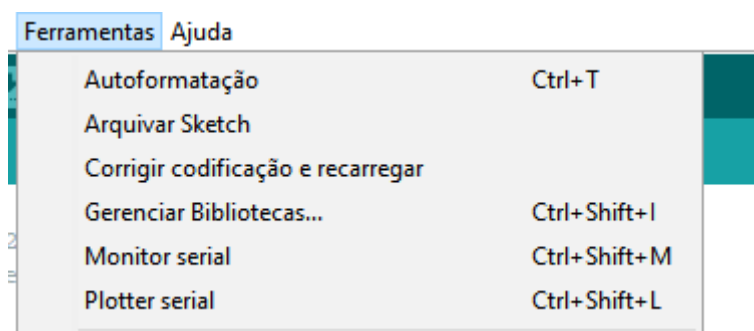 Ferramentas Ajuda
Autoformatação Ctrl+T
Arquivar Sketch
Corrigir codificação e recarregar
Gerenciar Bibliotecas... Ctrl+Shift+I
Monitor serial Ctrl+Shift+M
Plotter serial Ctrl+Shift+L